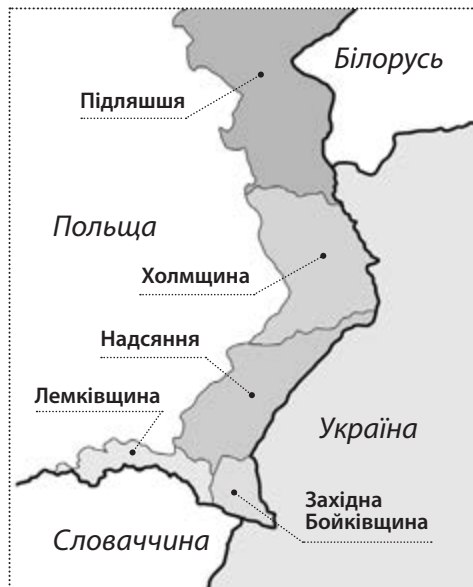 Білорусь
Підляшшя
Польща
Холмщина
Надсяння
Лемківщина
Україна
Західна
Бойківщина
Словаччина